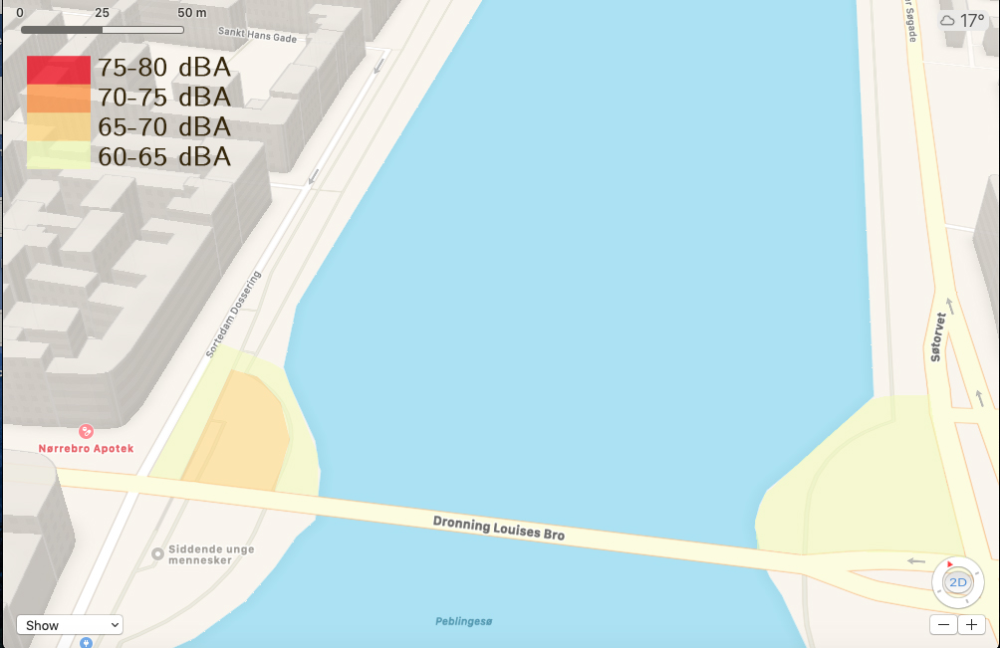 0 25 50 m
Sankt Hans Gade
Søgade
17°
75-80 dBA
70-75 dBA
65-70 dBA
60-65 dBA
Sortedam Dossering
Søtorvet
Nørrebro Apotek
Dronning Louises Bro
Siddende unge
mennesker
2D
Peblingesø
Show